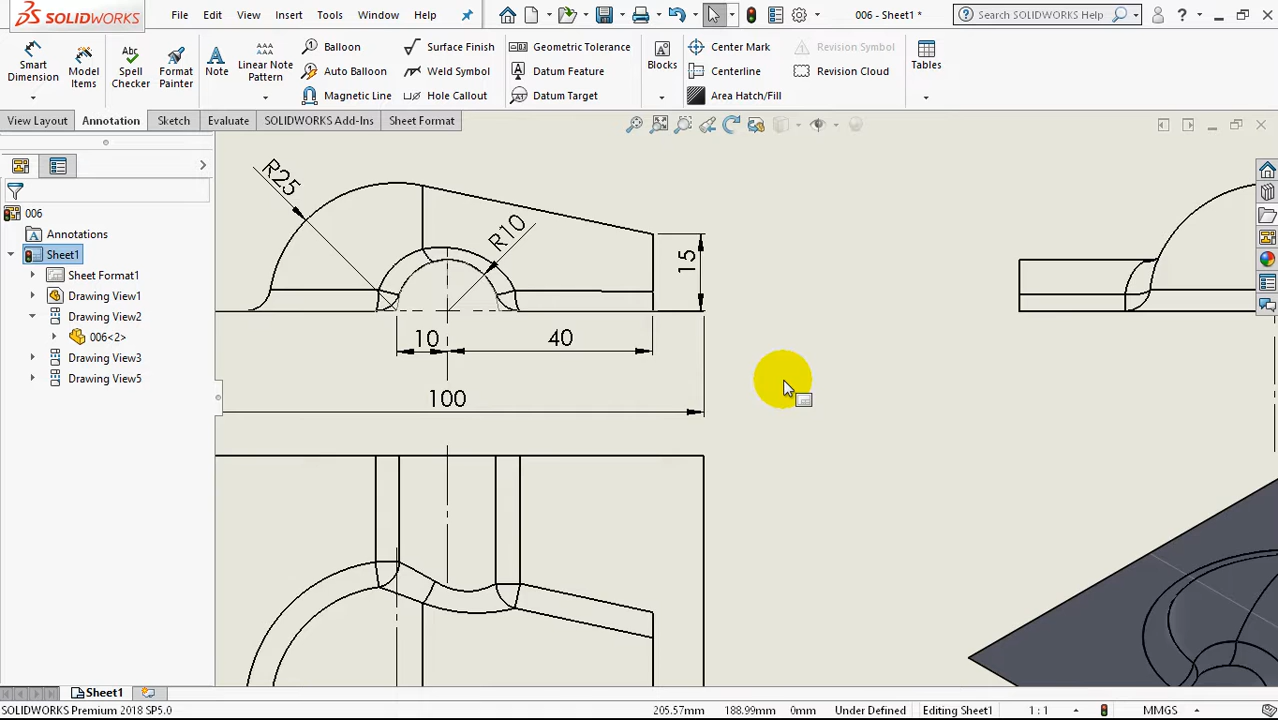 SOLIDWORKS
File
Edit
View
Insert
Tools
Window
Help
006 - Sheet1 *
Search SOLIDWORKS Help
?
Smart
Dimension
Model
Items
Spell
Checker
Format
Painter
Note
Linear Note
Pattern
Balloon
Auto Balloon
Magnetic Line
Surface Finish
Weld Symbol
Hole Callout
Geometric Tolerance
Datum Feature
Datum Target
Blocks
Center Mark
Centerline
Area Hatch/Fill
Revision Symbol
Revision Cloud
Tables
View Layout
Annotation
Sketch
Evaluate
SOLIDWORKS Add-Ins
Sheet Format
006
Annotations
Sheet1
Sheet Format1
Drawing View1
Drawing View2
006<2>
Drawing View3
Drawing View5
R25
R10
15
10
40
100
Sheet1
SOLIDWORKS Premium 2018 SP5.0
205.57mm
188.99mm
0mm
Under Defined
Editing Sheet1
1 : 1
MMGS